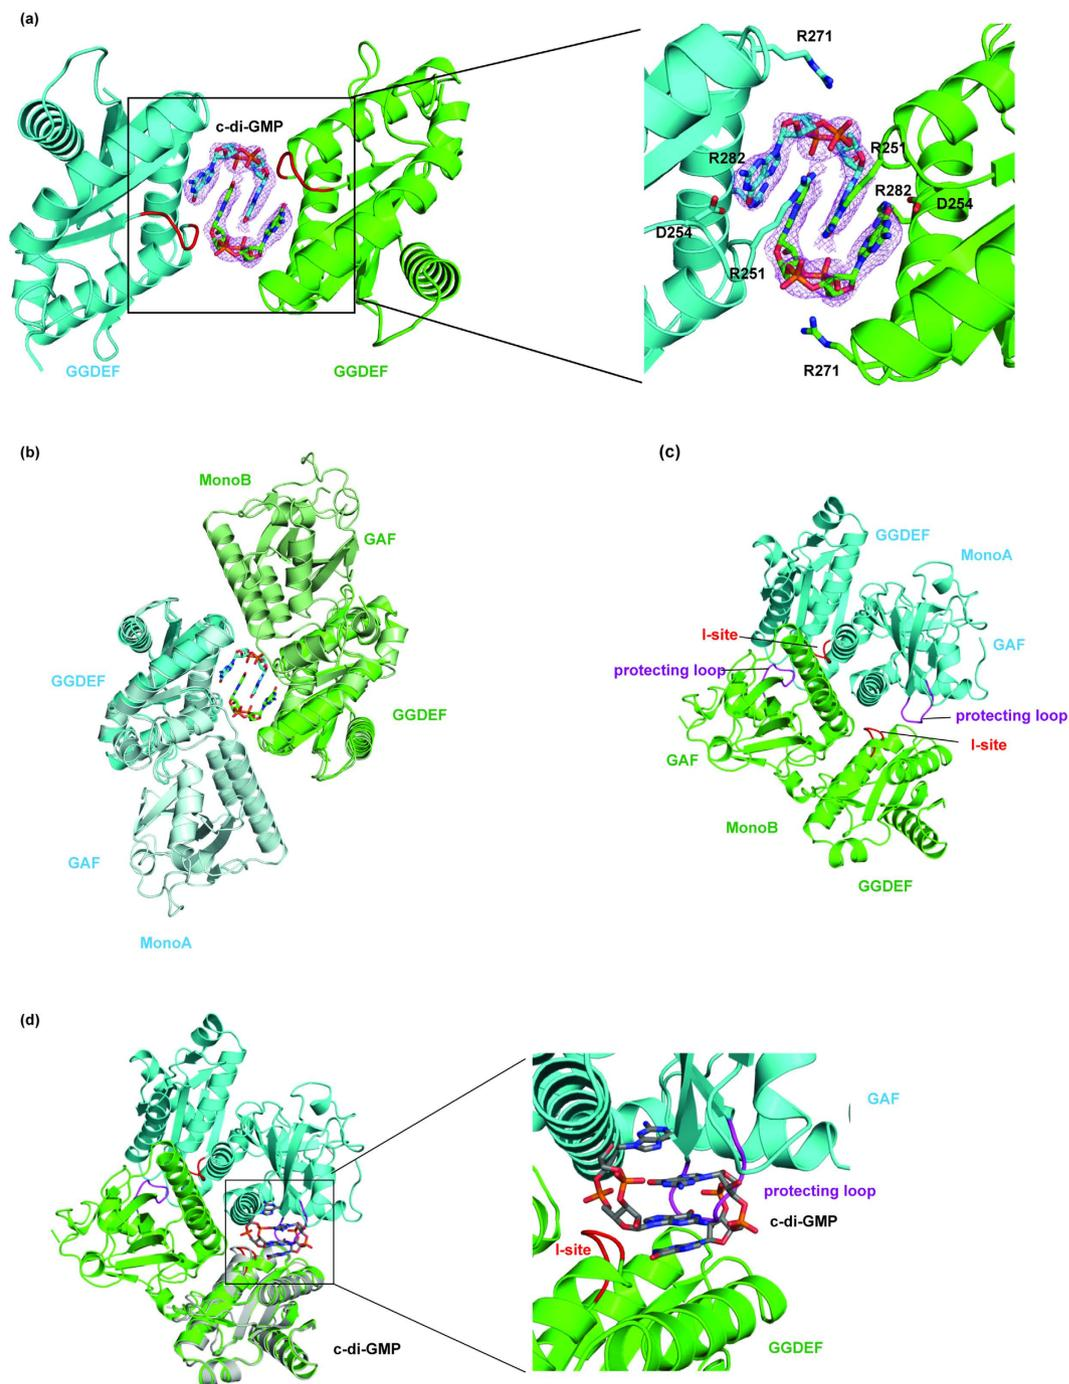 (a)
R271
c-di-GMP
R251
R282
R282
D254
D254
R251
R271
GGDEF
GGDEF
(b)
(c)
MonoB
GAF
GGDEF
MonoA
I-site
GAF
protecting loop
GGDEF
GGDEF
protecting loop
I-site
GAF
MonoB
GAF
GGDEF
MonoA
(d)
GAF
protecting loop
c-di-GMP
I-site
c-di-GMP
GGDEF